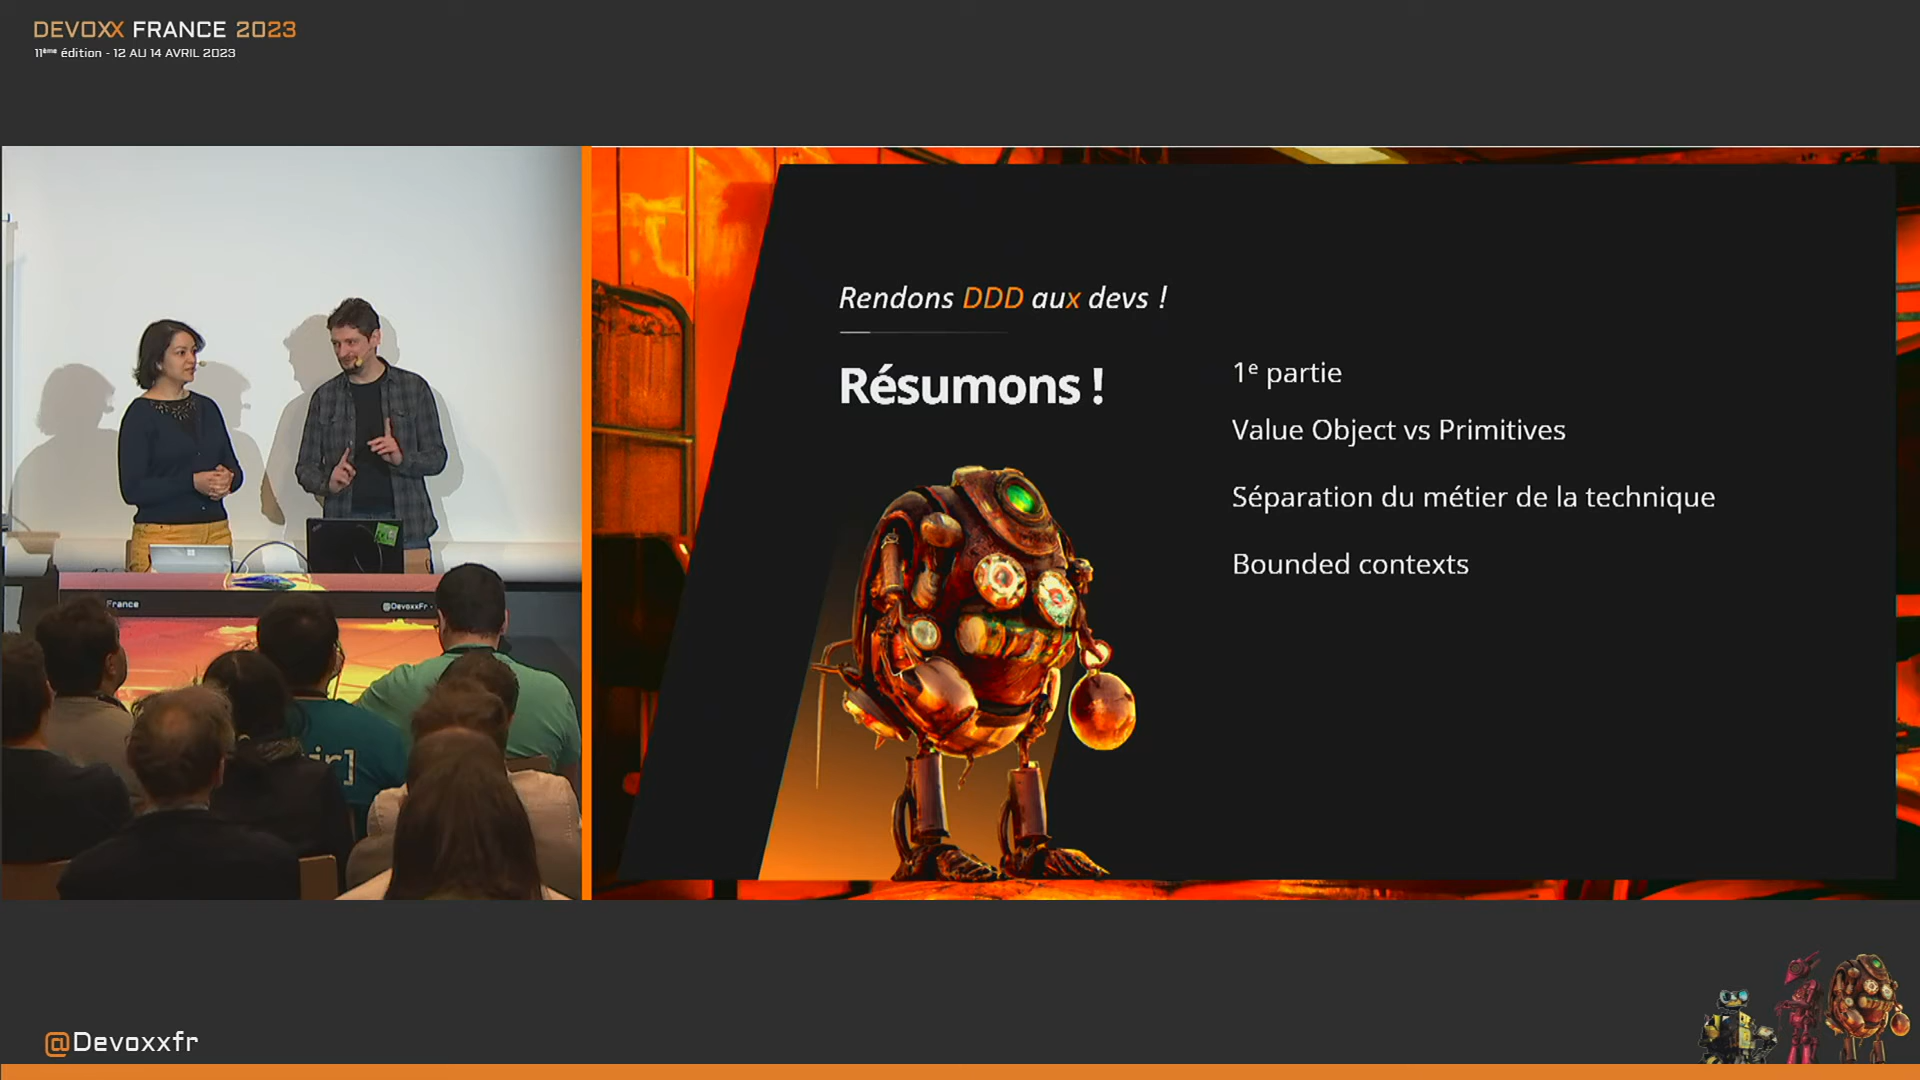 DEVOXX FRANCE 2023
11ème édition - 12 AU 14 AVRIL 2023
Rendons DDD aux devs !
Résumons !
1e partie
Value Object vs Primitives
Séparation du métier de la technique
Bounded contexts
France
@DevoxxFr -
ir]
@Devoxxfr